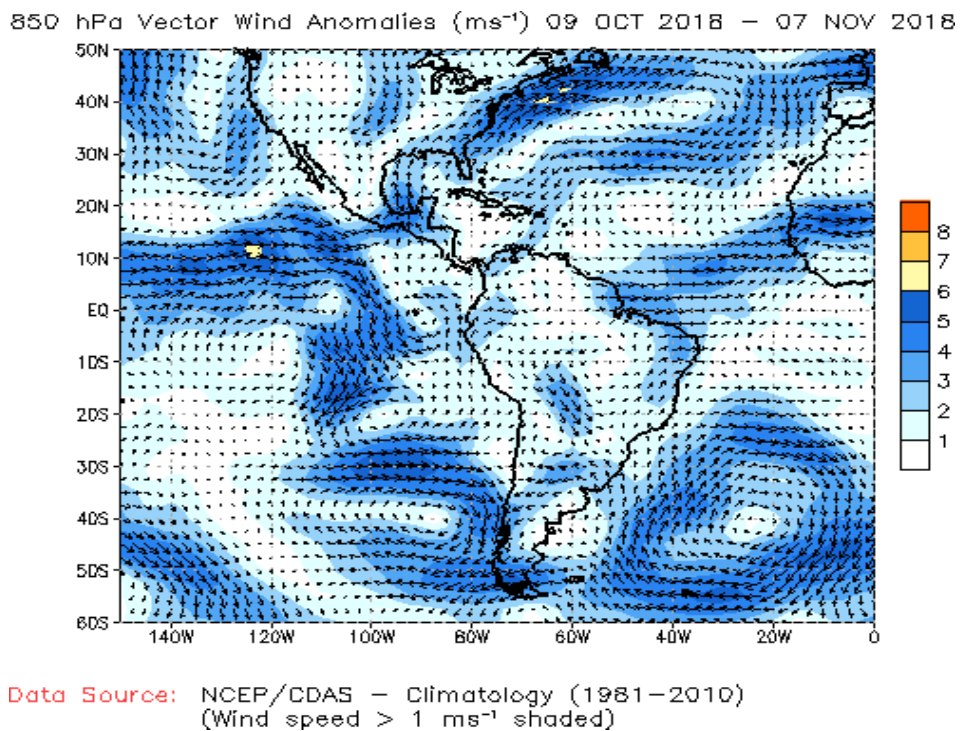 850 hPa Vector Wind Anomalies (ms⁻¹) 09 OCT 2018 – 07 NOV 2018
50N
40N
30N
20N
10N
EQ
10S
20S
30S
40S
50S
60S
140W 120W 100W 80W 60W 40W 20W 0
8
7
6
5
4
3
2
1
Data Source: NCEP/CDAS – Climatology (1981–2010)
(Wind speed > 1 ms⁻¹ shaded)